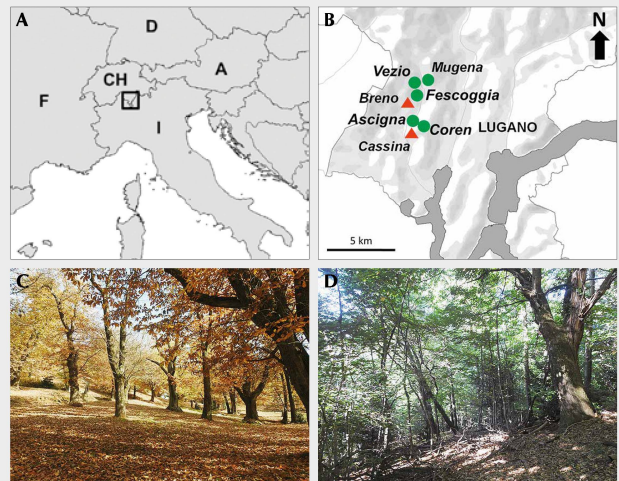 A
D
CH
A
F
I
B
N
Vezio
Mugena
Breno
Fescoggia
Ascigna
Coren
LUGANO
Cassina
5 km
C
D